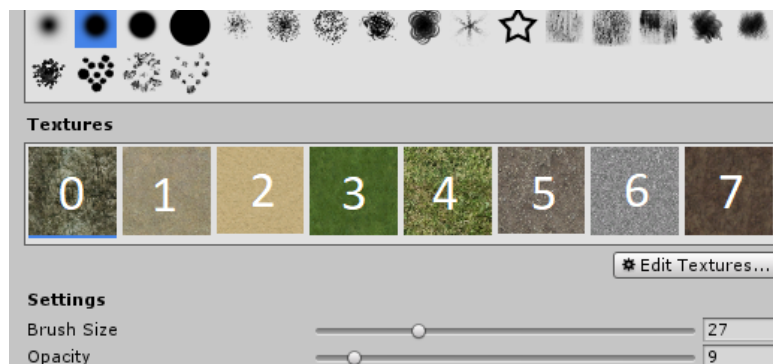 Textures
0 1 2 3 4 5 6 7
Edit Textures...
Settings
Brush Size 27
Opacity 9